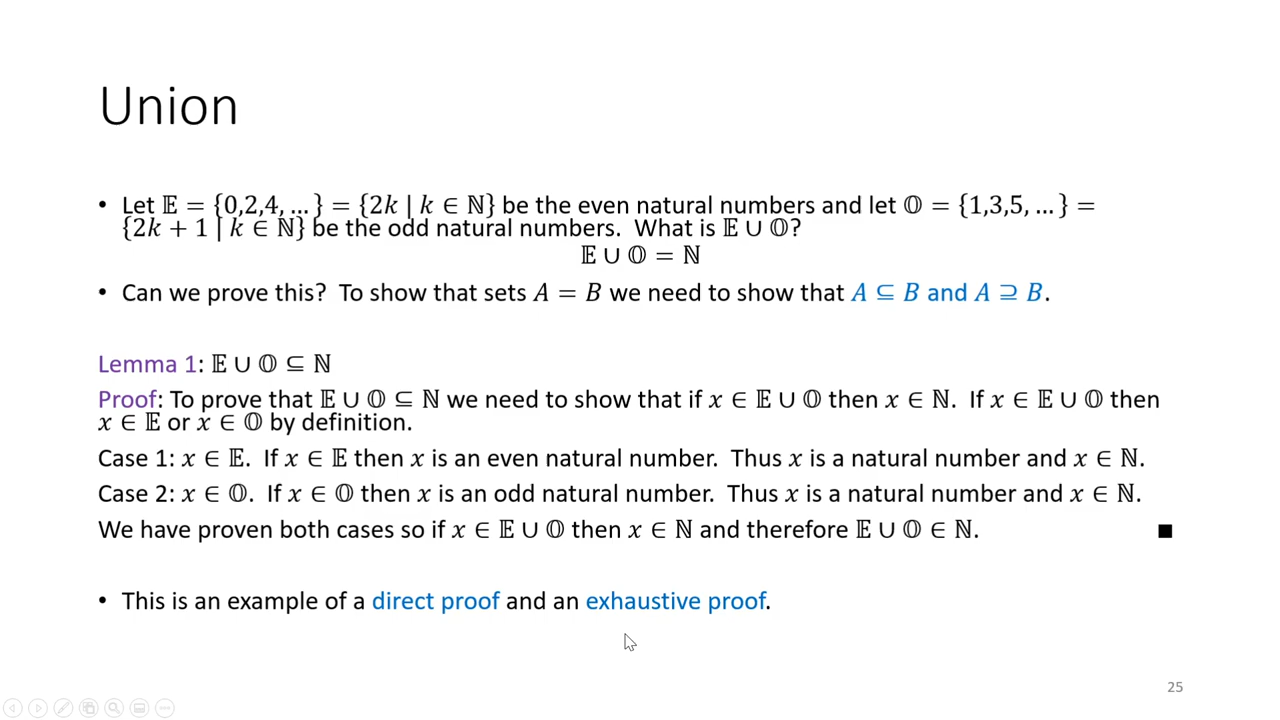 Union
• Let 𝔼 = {0,2,4, … } = {2k | k ∈ ℕ} be the even natural numbers and let 𝕆 = {1,3,5, … } =
{2k + 1 | k ∈ ℕ} be the odd natural numbers.  What is 𝔼 ∪ 𝕆?
𝔼 ∪ 𝕆 = ℕ
• Can we prove this?  To show that sets A = B we need to show that A ⊆ B and A ⊇ B.
Lemma 1: 𝔼 ∪ 𝕆 ⊆ ℕ
Proof: To prove that 𝔼 ∪ 𝕆 ⊆ ℕ we need to show that if x ∈ 𝔼 ∪ 𝕆 then x ∈ ℕ.  If x ∈ 𝔼 ∪ 𝕆 then
x ∈ 𝔼 or x ∈ 𝕆 by definition.
Case 1: x ∈ 𝔼.  If x ∈ 𝔼 then x is an even natural number.  Thus x is a natural number and x ∈ ℕ.
Case 2: x ∈ 𝕆.  If x ∈ 𝕆 then x is an odd natural number.  Thus x is a natural number and x ∈ ℕ.
We have proven both cases so if x ∈ 𝔼 ∪ 𝕆 then x ∈ ℕ and therefore 𝔼 ∪ 𝕆 ∈ ℕ. ■
• This is an example of a direct proof and an exhaustive proof.
25